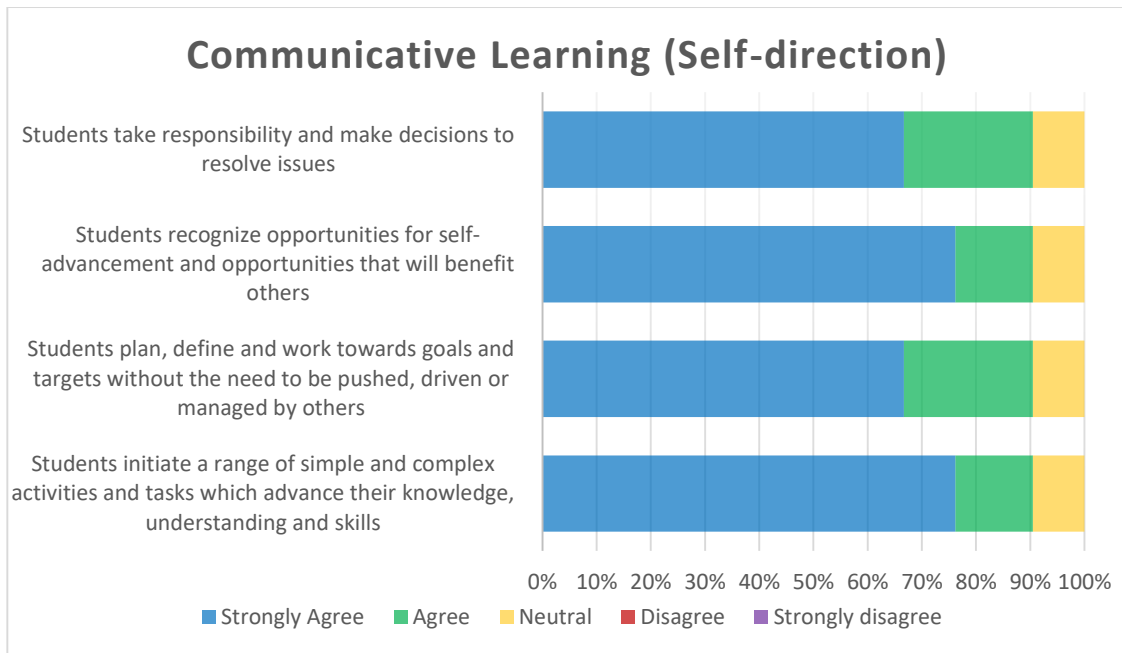 Communicative Learning (Self-direction)
Students take responsibility and make decisions to
resolve issues
Students recognize opportunities for self-
advancement and opportunities that will benefit
others
Students plan, define and work towards goals and
targets without the need to be pushed, driven or
managed by others
Students initiate a range of simple and complex
activities and tasks which advance their knowledge,
understanding and skills
0% 10% 20% 30% 40% 50% 60% 70% 80% 90% 100%
Strongly Agree Agree Neutral Disagree Strongly disagree